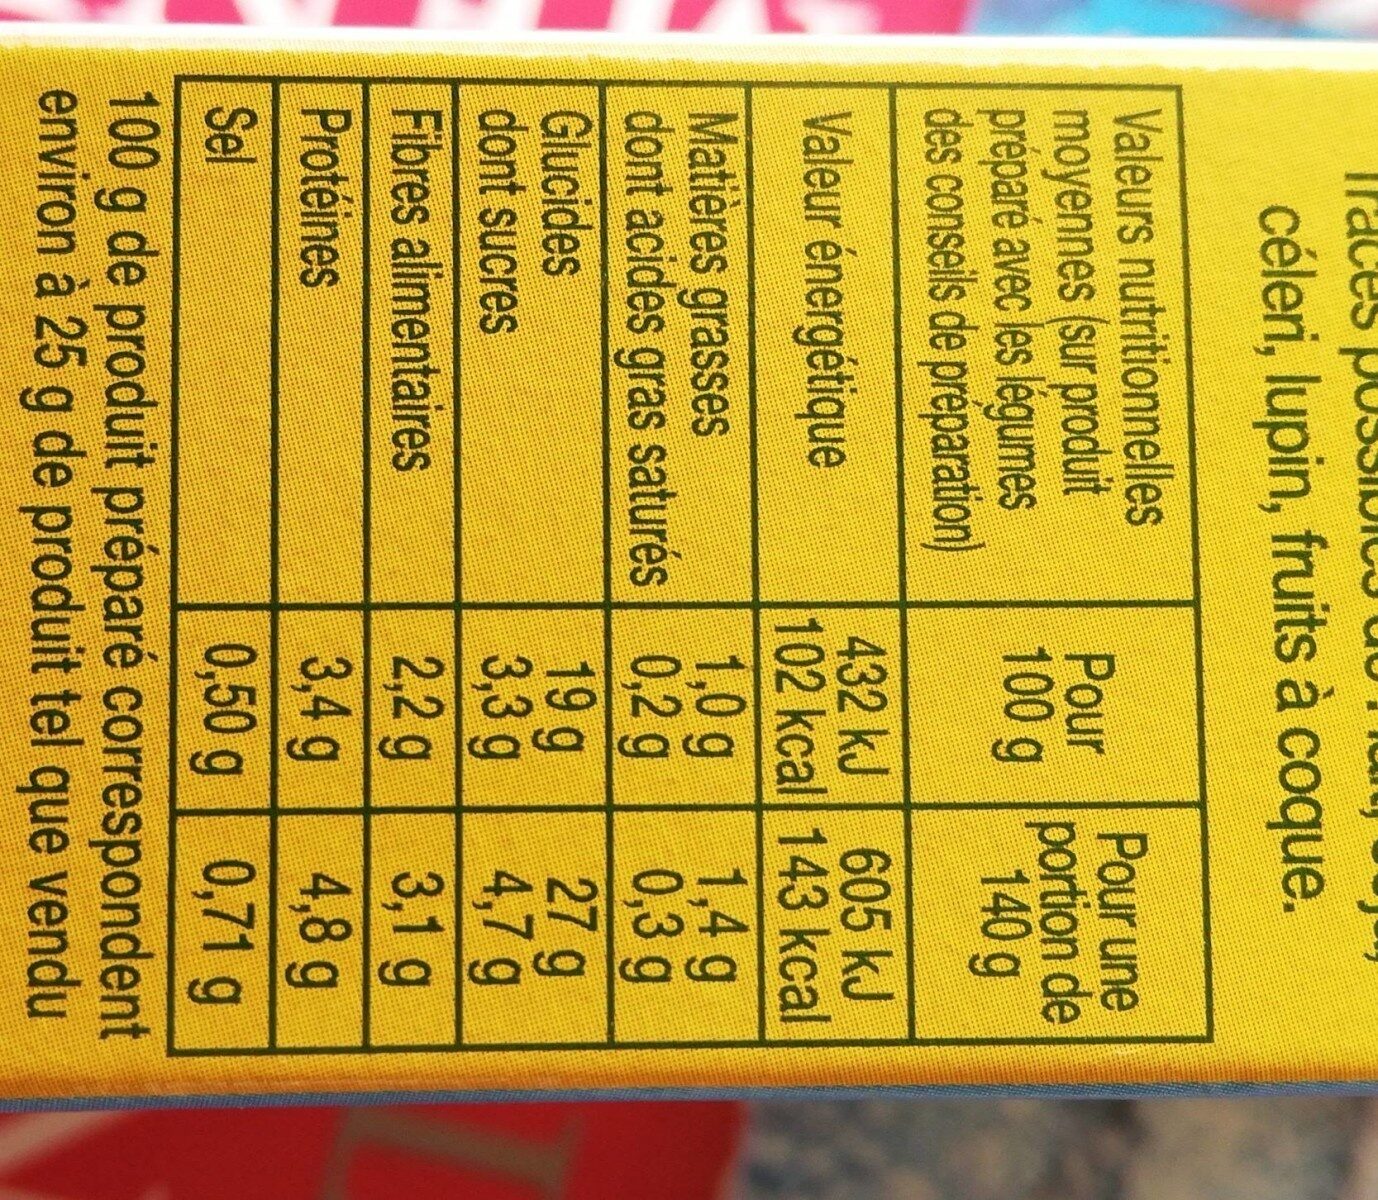 Traces possibles de
céleri, lupin, fruits à coque.
Valeurs nutritionnelles
moyennes (sur produit
préparé avec les légumes
des conseils de préparation)
Pour
100 g
Pour une
portion de
140 g
Valeur énergétique
432 kJ
102 kcal
605 kJ
143 kcal
Matières grasses 1,0 g 1,4 g
dont acides gras saturés 0,2 g 0,3 g
Glucides 19 g 27 g
dont sucres 3,3 g 4,7 g
Fibres alimentaires 2,2 g 3,1 g
Protéines 3,4 g 4,8 g
Sel 0,50 g 0,71 g
100 g de produit préparé correspondent
environ à 25 g de produit tel que vendu